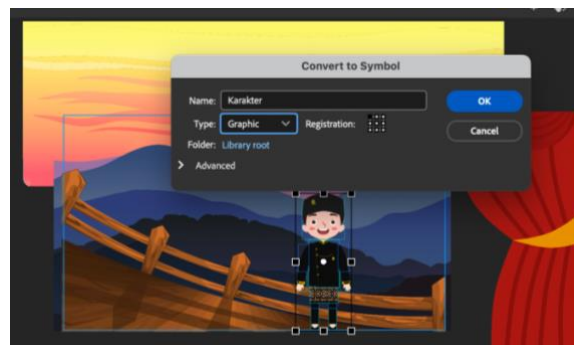 Convert to Symbol
Name: Karakter
OK
Type: Graphic Registration:
Cancel
Folder: Library root
Advanced